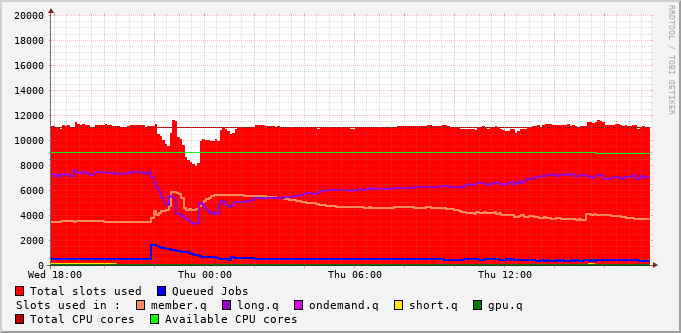 20000
18000
16000
14000
12000
10000
8000
6000
4000
2000
0
Wed 18:00 Thu 00:00 Thu 06:00 Thu 12:00
Total slots used Queued Jobs
Slots used in : member.q long.q ondemand.q short.q gpu.q
Total CPU cores Available CPU cores
RRDTOOL / TOBI OETIKER